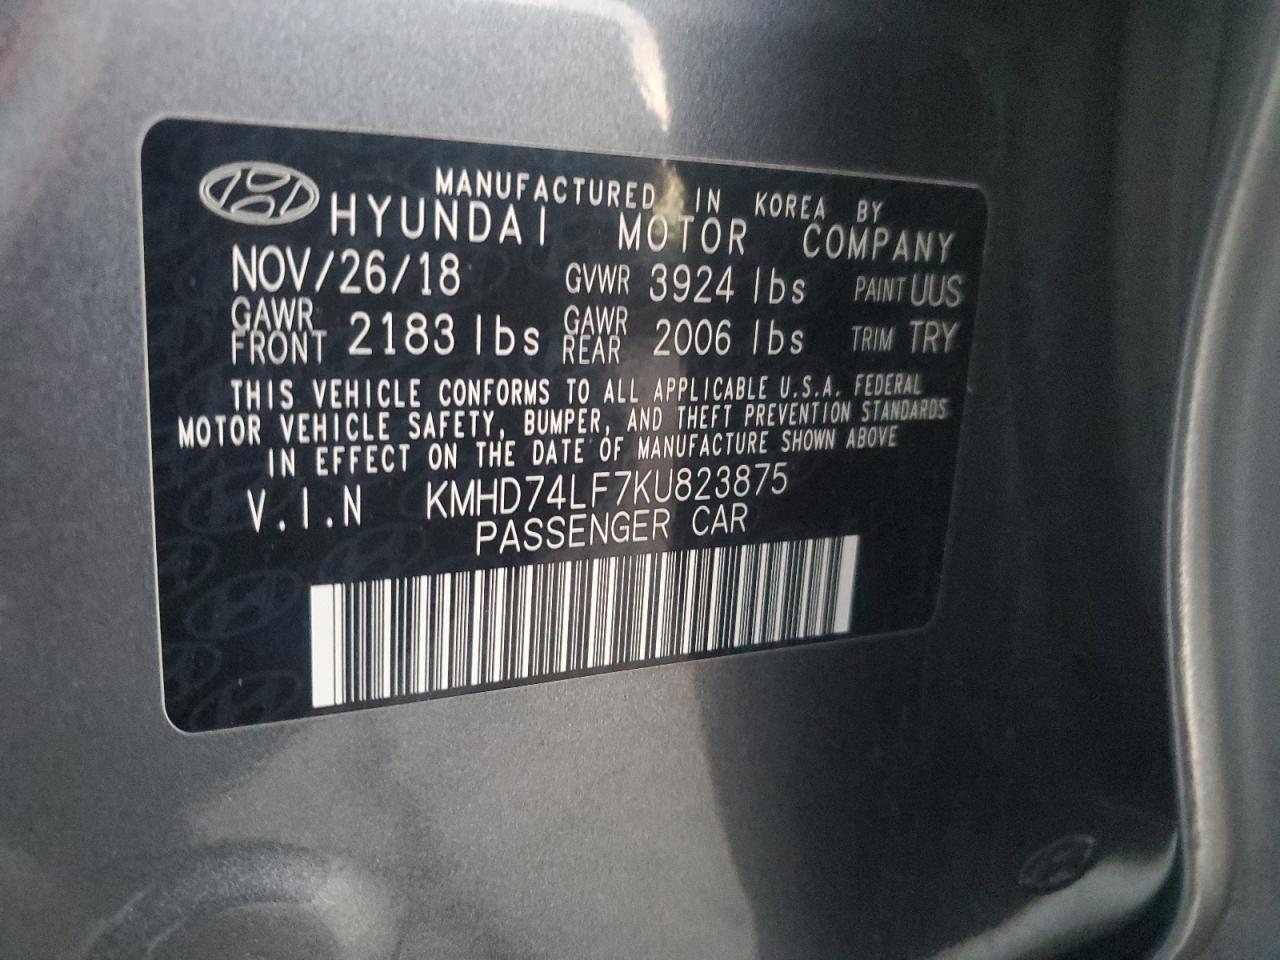 MANUFACTURED IN KOREA BY
HYUNDAI MOTOR COMPANY
NOV/26/18 GVWR 3924 lbs PAINT UUS
GAWR FRONT 2183 lbs GAWR REAR 2006 lbs TRIM TRY
THIS VEHICLE CONFORMS TO ALL APPLICABLE U.S.A. FEDERAL
MOTOR VEHICLE SAFETY, BUMPER, AND THEFT PREVENTION STANDARDS
IN EFFECT ON THE DATE OF MANUFACTURE SHOWN ABOVE
V.I.N KMHD74LF7KU823875
PASSENGER CAR